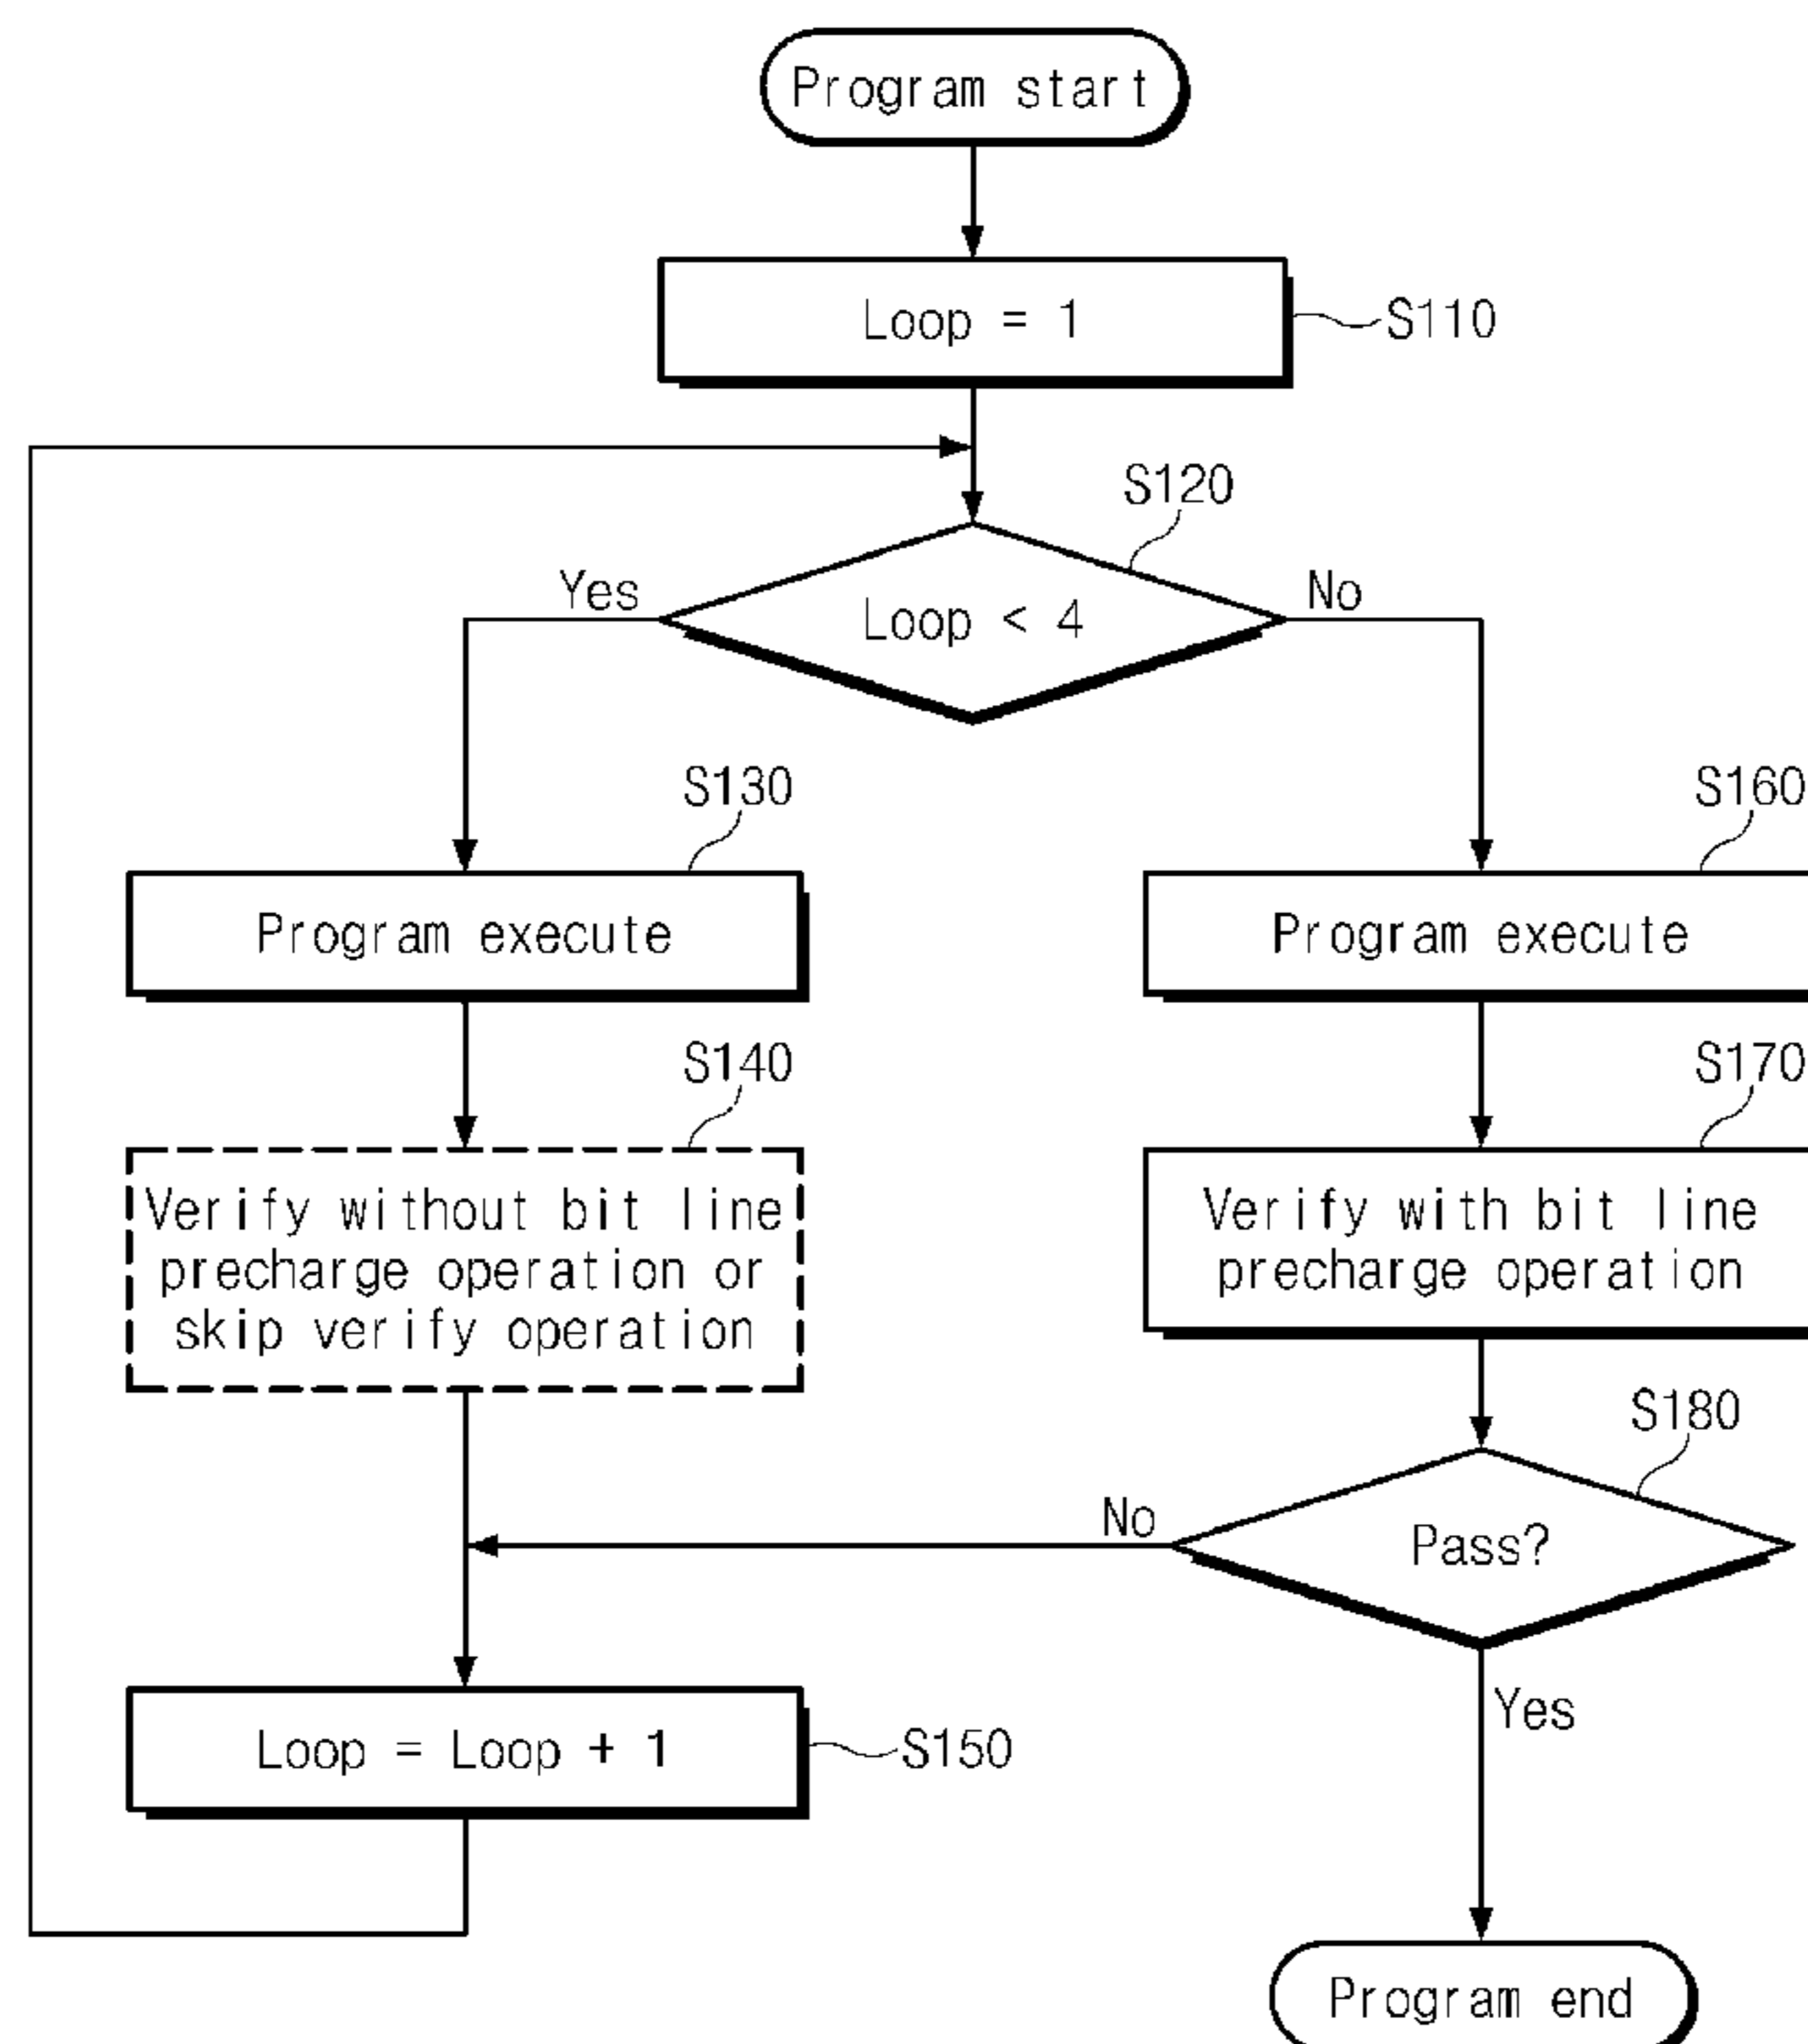 Program start
Loop = 1
S110
S120
Yes
Loop < 4
No
S130
S160
Program execute
Program execute
S140
S170
Verify without bit line
precharge operation or
skip verify operation
Verify with bit line
precharge operation
S180
No
Pass?
Yes
Loop = Loop + 1
S150
Program end